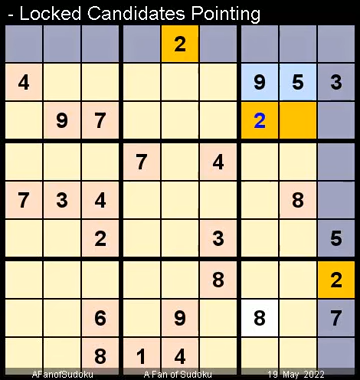 - Locked Candidates Pointing
2
4 9 5 3
9 7 2
7 4
7 3 4 8
2 3 5
8 2
6 9 8 7
8 1 4
AFanofSudoku A Fan of Sudoku 19 May 2022